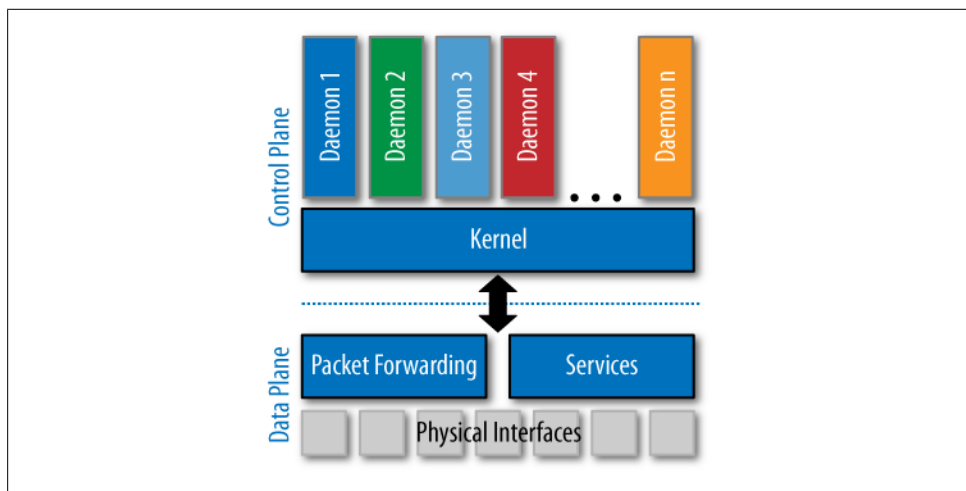 Control Plane
Daemon 1
Daemon 2
Daemon 3
Daemon 4
...
Daemon n
Kernel
Data Plane
Packet Forwarding
Services
Physical Interfaces